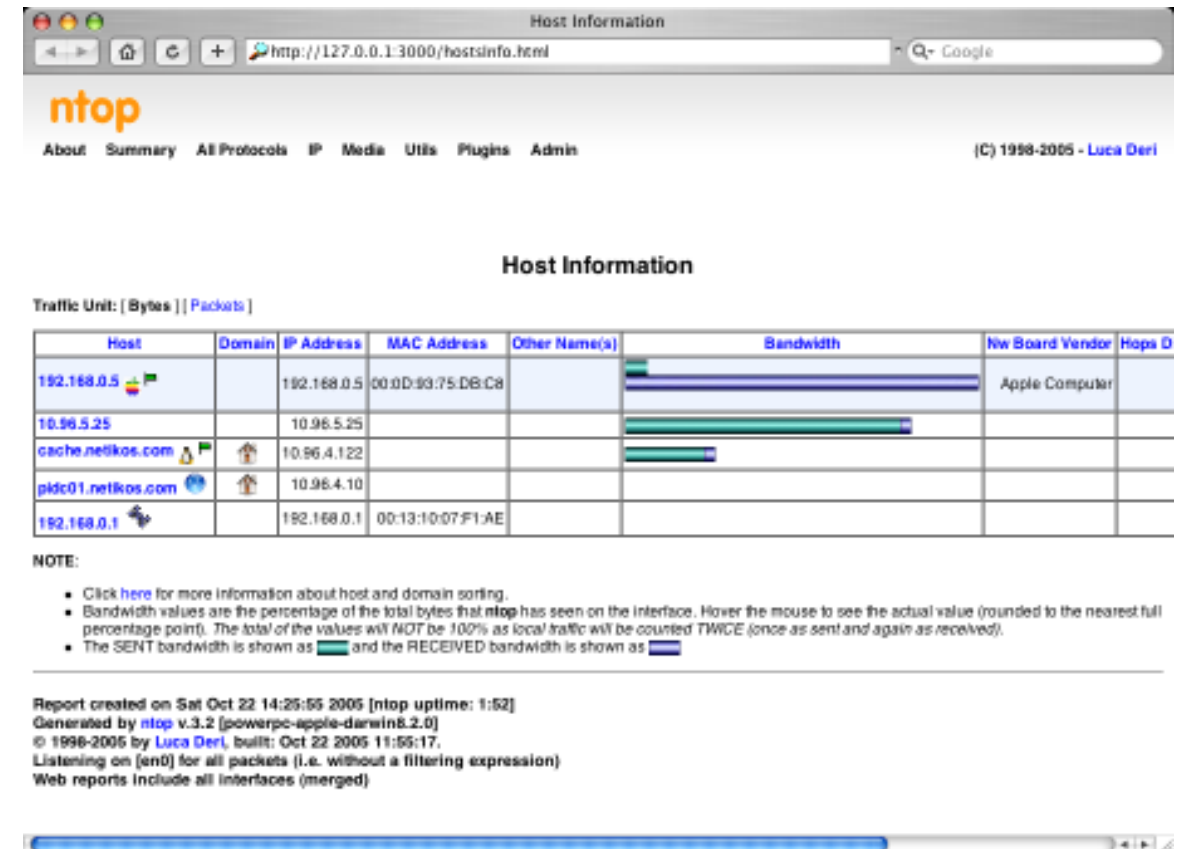 Host Information
http://127.0.0.1:3000/hostsinfo.html
Google
ntop
About Summary All Protocols IP Media Utils Plugins Admin
(C) 1998-2005 - Luca Deri
Host Information
Traffic Unit: [ Bytes ] [ Packets ]
Host Domain IP Address MAC Address Other Name(s) Bandwidth Nw Board Vendor Hops D
192.168.0.5 192.168.0.5 00:0D:93:75:DB:C8 Apple Computer
10.96.5.25 10.96.5.25
cache.netikos.com 10.96.4.122
pidc01.netikos.com 10.96.4.10
192.168.0.1 192.168.0.1 00:13:10:07:F1:AE
NOTE:
Click here for more information about host and domain sorting.
Bandwidth values are the percentage of the total bytes that ntop has seen on the interface. Hover the mouse to see the actual value (rounded to the nearest full
percentage point). The total of the values will NOT be 100% as local traffic will be counted TWICE (once as sent and again as received).
The SENT bandwidth is shown as and the RECEIVED bandwidth is shown as
Report created on Sat Oct 22 14:25:55 2005 [ntop uptime: 1:52]
Generated by ntop v.3.2 [powerpc-apple-darwin8.2.0]
© 1998-2005 by Luca Deri, built: Oct 22 2005 11:55:17.
Listening on [en0] for all packets (i.e. without a filtering expression)
Web reports include all interfaces (merged)